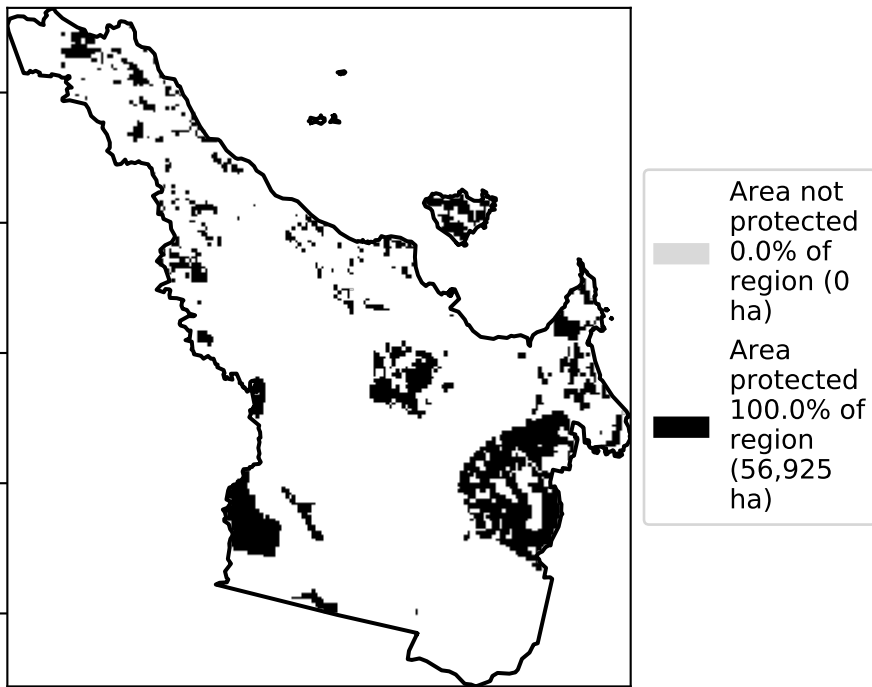 Area not
protected
0.0% of
region (0
ha)
Area
protected
100.0% of
region
(56,925
ha)